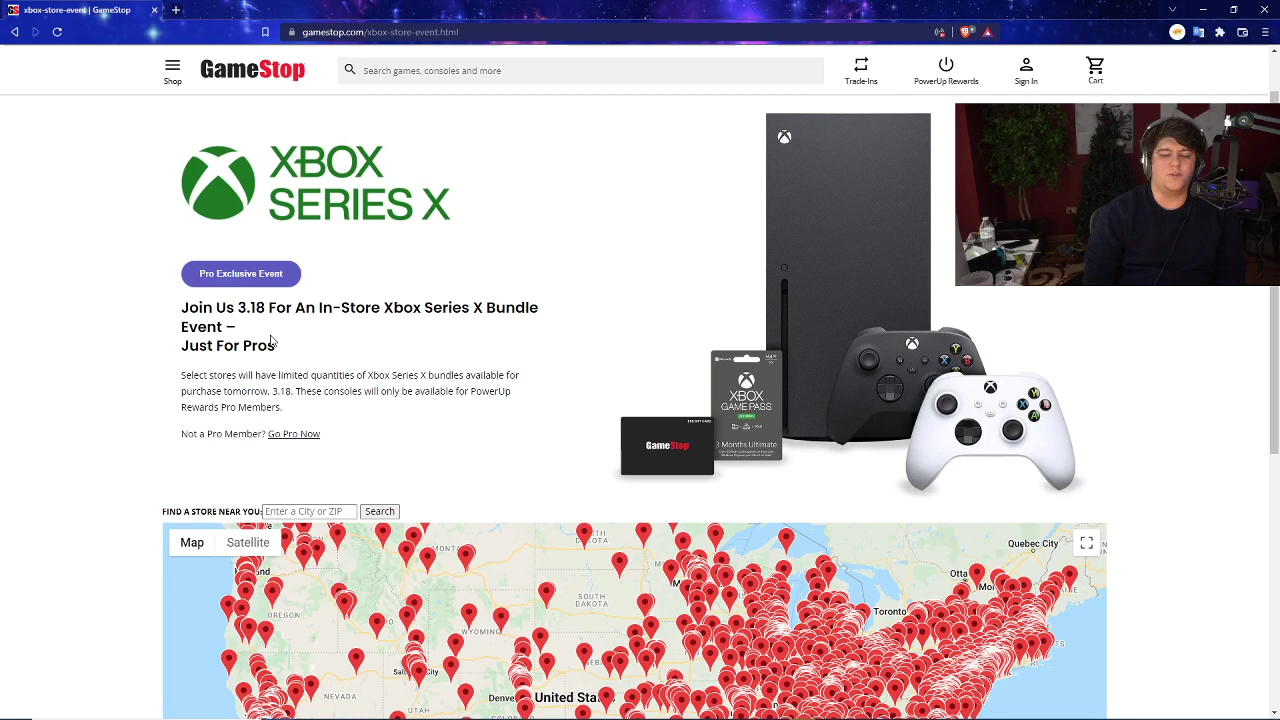 xbox-store-event | GameStop
gamestop.com/xbox-store-event.html
Shop
GameStop
Search games, consoles and more
Trade-Ins
PowerUp Rewards
Sign In
Cart
XBOX
SERIES X
Pro Exclusive Event
Join Us 3.18 For An In-Store Xbox Series X Bundle
Event –
Just For Pros
Select stores will have limited quantities of Xbox Series X bundles available for
purchase tomorrow, 3.18. These consoles will only be available for PowerUp
Rewards Pro Members.
Not a Pro Member? Go Pro Now
XBOX
GAME PASS
ULTIMATE
3 Months Ultimate
GameStop
Y
X
B
A
Y
X
A
FIND A STORE NEAR YOU:
Enter a City or ZIP
Search
Map
Satellite
Quebec City
MONTANA
NORTH
DAKOTA
OREGON
SOUTH
DAKOTA
Toronto
WYOMING
NEVADA
Denver
United Sta